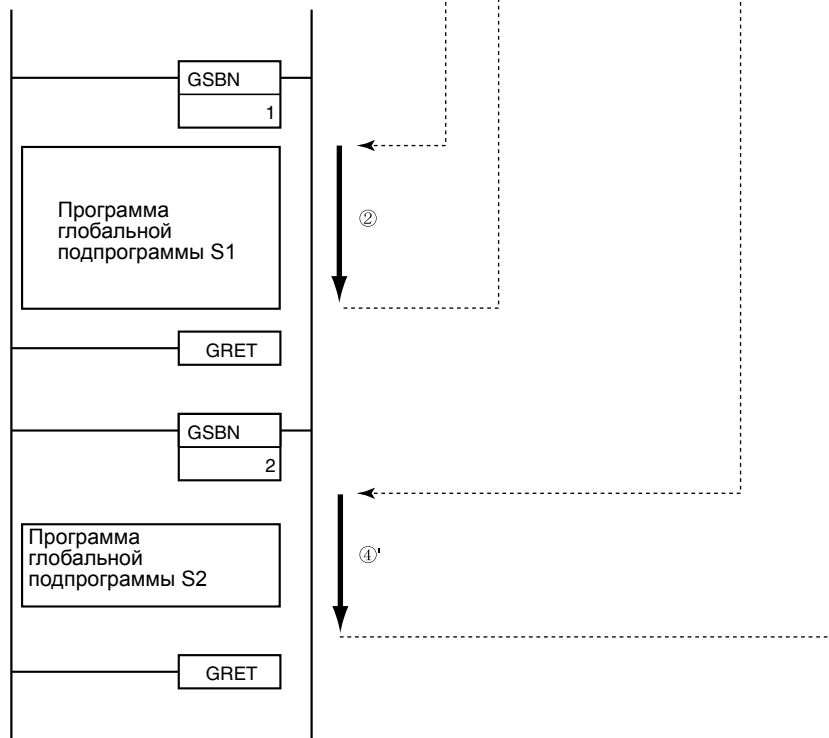 GSBN
1
Программа
глобальной
подпрограммы S1
②
GRET
GSBN
2
Программа
глобальной
подпрограммы S2
④'
GRET